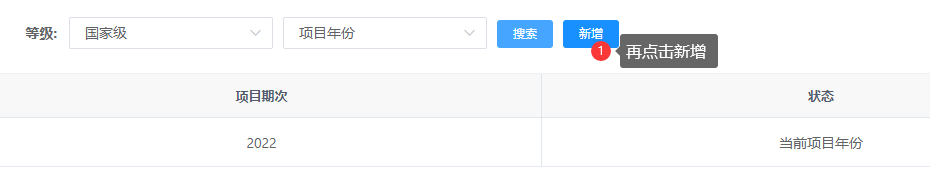 等级: 国家级 项目年份 搜索 新增
1 再点击新增
项目期次 状态
2022 当前项目年份